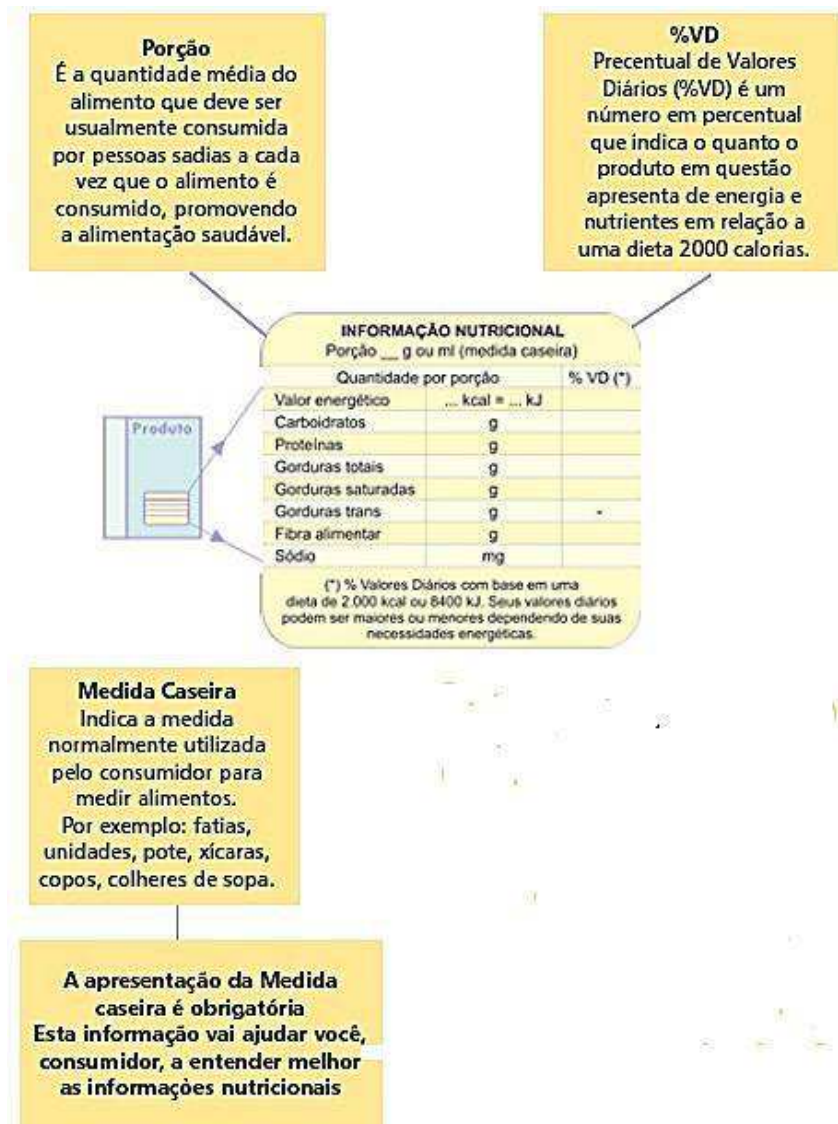 Porção
É a quantidade média do
alimento que deve ser
usualmente consumida
por pessoas sadias a cada
vez que o alimento é
consumido, promovendo
a alimentação saudável.
%VD
Precentual de Valores
Diários (%VD) é um
número em percentual
que indica o quanto o
produto em questão
apresenta de energia e
nutrientes em relação a
uma dieta 2000 calorias.
INFORMAÇÃO NUTRICIONAL
Porção __ g ou ml (medida caseira)
Quantidade por porção % VD (*)
Valor energético ... kcal = ... kJ
Carboidratos g
Proteínas g
Gorduras totais g
Gorduras saturadas g
Gorduras trans g -
Fibra alimentar g
Sódio mg
(*) % Valores Diários com base em uma
dieta de 2.000 kcal ou 8400 kJ. Seus valores diários
podem ser maiores ou menores dependendo de suas
necessidades energéticas.
Produto
Medida Caseira
Indica a medida
normalmente utilizada
pelo consumidor para
medir alimentos.
Por exemplo: fatias,
unidades, pote, xícaras,
copos, colheres de sopa.
A apresentação da Medida
caseira é obrigatória
Esta informação vai ajudar você,
consumidor, a entender melhor
as informações nutricionais